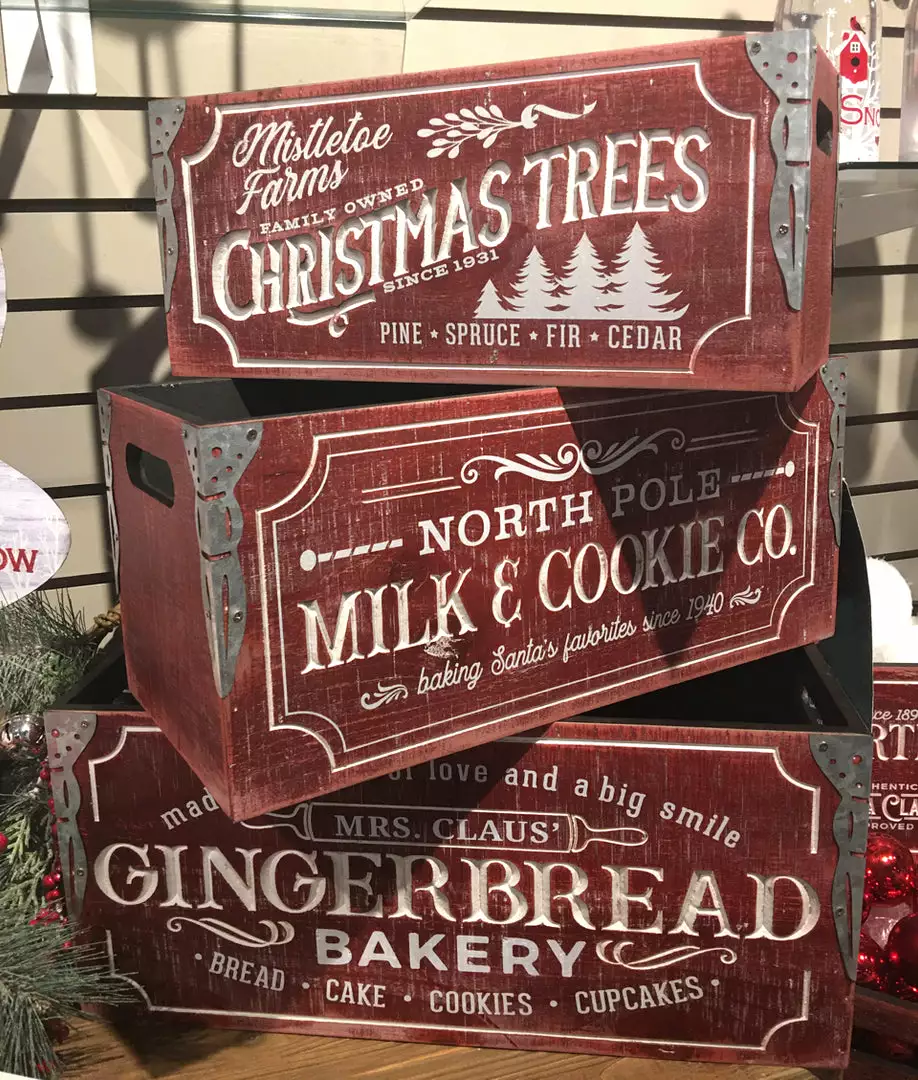 Mistletoe
Farms
FAMILY OWNED
CHRISTMAS TREES
SINCE 1931
PINE ★ SPRUCE ★ FIR ★ CEDAR
NORTH POLE
MILK & COOKIE CO.
baking Santa's favorites since 1940
love and a big smile
MRS. CLAUS'
GINGERBREAD
BAKERY
• BREAD • CAKE • COOKIES • CUPCAKES •